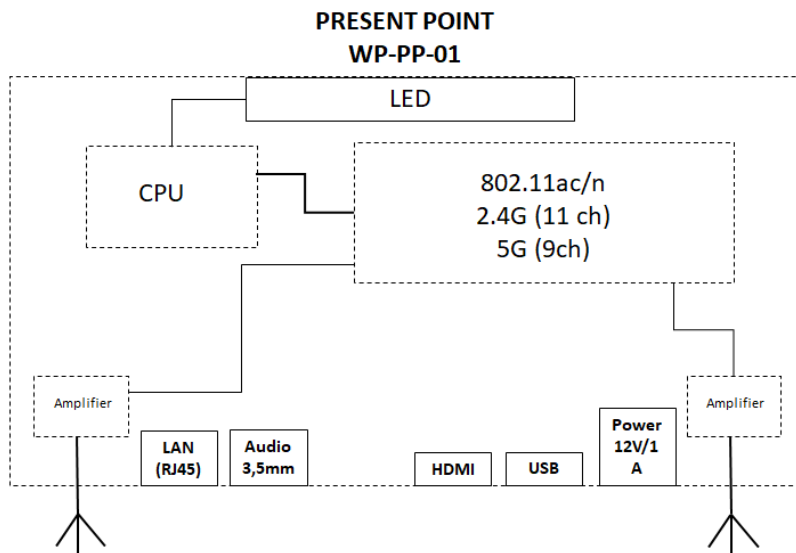 PRESENT POINT
WP-PP-01
LED
CPU
802.11ac/n
2.4G (11 ch)
5G (9ch)
Amplifier
LAN
(RJ45)
Audio
3,5mm
HDMI
USB
Power
12V/1
A
Amplifier